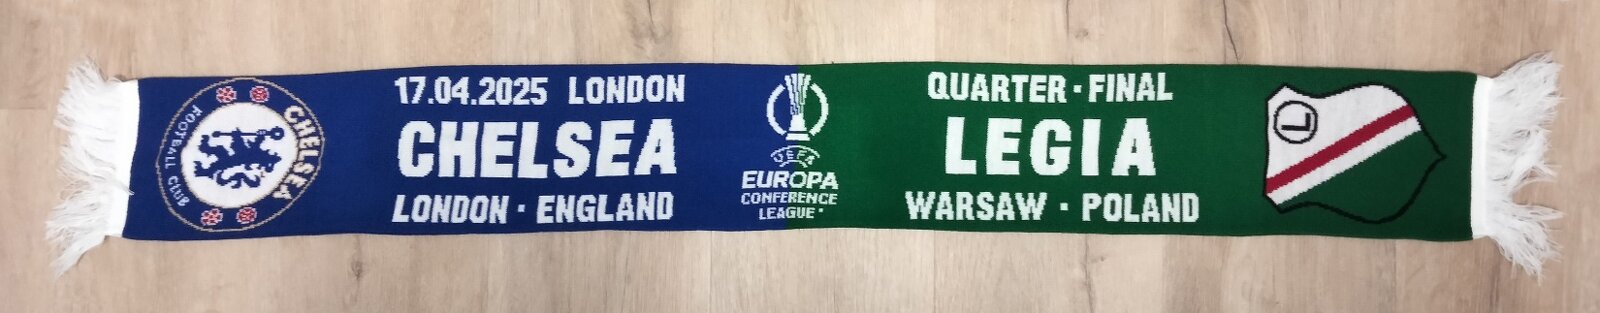 CHELSEA
FOOTBALL CLUB
17.04.2025 LONDON
CHELSEA
LONDON · ENGLAND
UEFA
EUROPA
CONFERENCE
LEAGUE
QUARTER · FINAL
LEGIA
WARSAW · POLAND
L